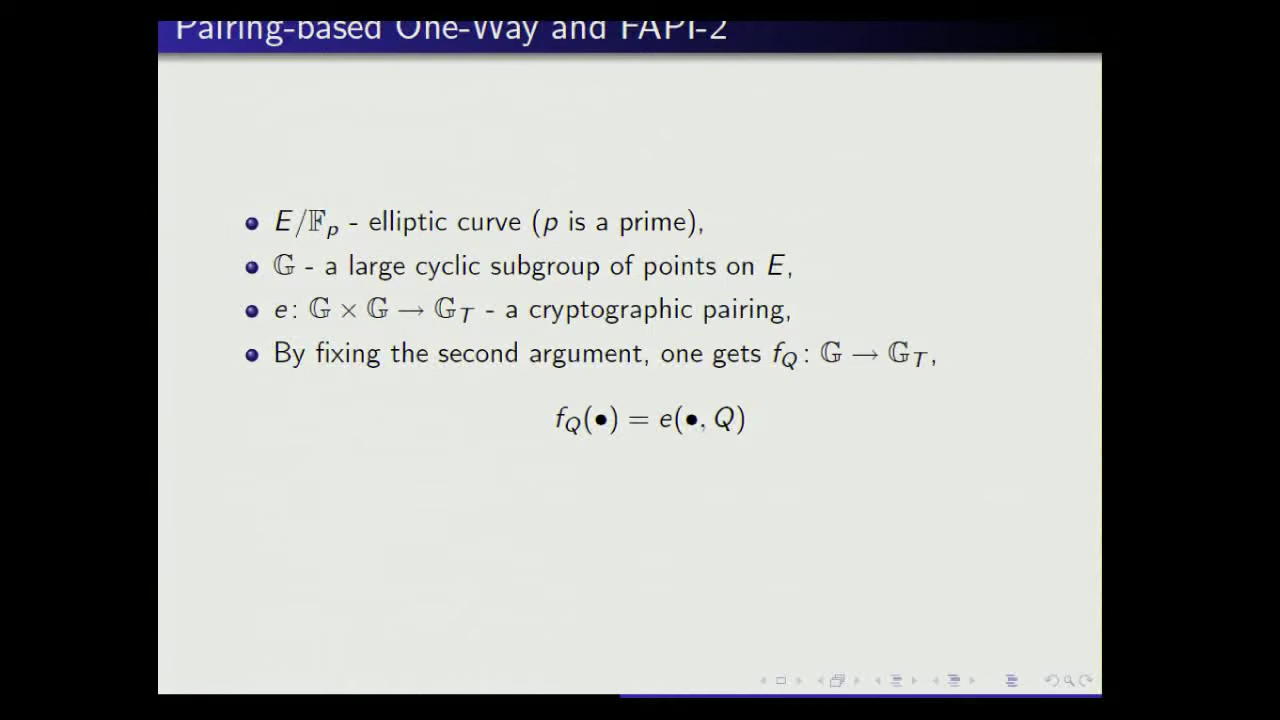 Pairing-based One-Way and FAPI-2
E/𝔽p - elliptic curve (p is a prime),
𝔾 - a large cyclic subgroup of points on E,
e: 𝔾 × 𝔾 → 𝔾T - a cryptographic pairing,
By fixing the second argument, one gets fQ: 𝔾 → 𝔾T,
fQ(•) = e(•, Q)